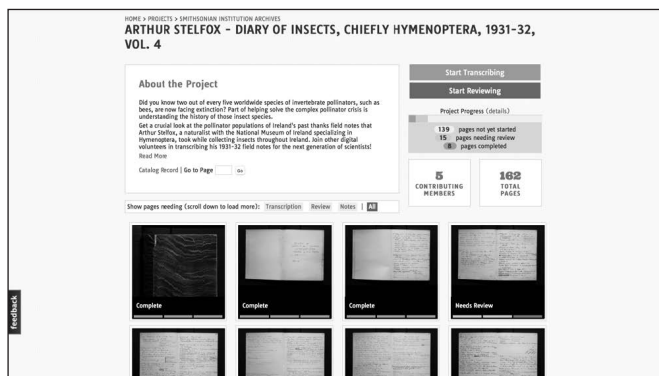 HOME > PROJECTS > SMITHSONIAN INSTITUTION ARCHIVES
ARTHUR STELFOX - DIARY OF INSECTS, CHIEFLY HYMENOPTERA, 1931-32,
VOL. 4
About the Project
Did you know two out of every five worldwide species of invertebrate pollinators, such as
bees, are now facing extinction? Part of helping solve the complex pollinator crisis is
understanding the history of those insect species.
Get a crucial look at the pollinator populations of Ireland's past thanks field notes that
Arthur Stelfox, a naturalist with the National Museum of Ireland specializing in
Hymenoptera, took while collecting insects throughout Ireland. Join other digital
volunteers in transcribing his 1931-32 field notes for the next generation of scientists!
Read More
Catalog Record | Go to Page Go
Start Transcribing
Start Reviewing
Project Progress (details)
139 pages not yet started
15 pages needing review
8 pages completed
5
CONTRIBUTING
MEMBERS
162
TOTAL
PAGES
Show pages needing (scroll down to load more): Transcription Review Notes | All
Complete
Complete
Complete
Needs Review
feedback